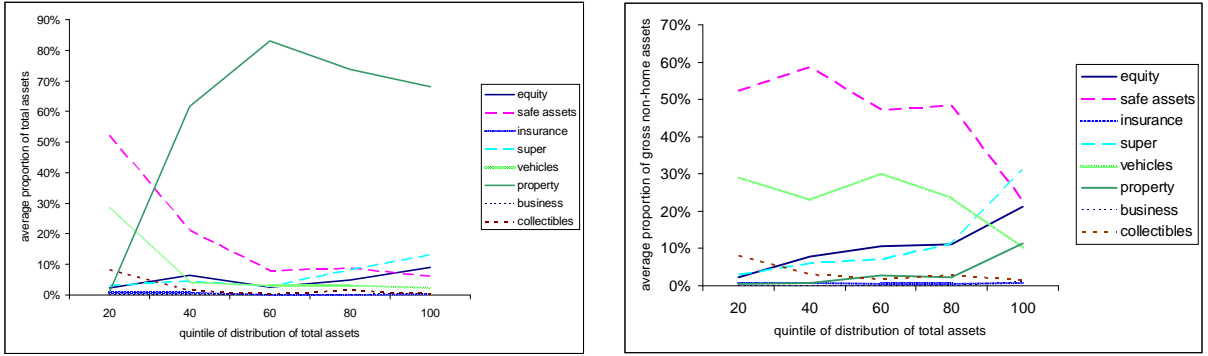 average proportion of total assets
90%
80%
70%
60%
50%
40%
30%
20%
10%
0%
20 40 60 80 100
quintile of distribution of total assets
equity
safe assets
insurance
super
vehicles
property
business
collectibles
average proportion of gross non-home assets
70%
60%
50%
40%
30%
20%
10%
0%
20 40 60 80 100
quintile of distribution of total assets
equity
safe assets
insurance
super
vehicles
property
business
collectibles